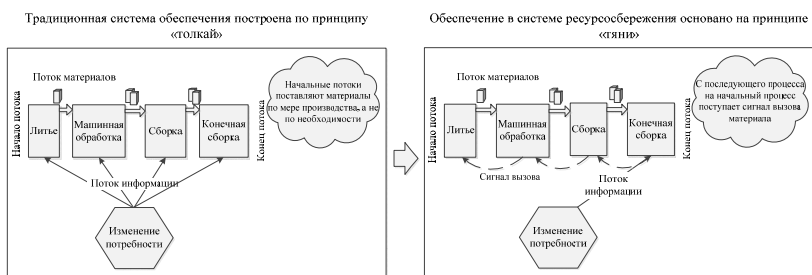 Традиционная система обеспечения построена по принципу
«толкай»
Поток материалов
Начало потока
Литье
Машинная
обработка
Сборка
Конечная
сборка
Конец потока
Начальные потоки
поставляют материалы
по мере производства, а не
по необходимости
Поток информации
Изменение
потребности
Обеспечение в системе ресурсосбережения основано на принципе
«тяни»
Поток материалов
Начало потока
Литье
Машинная
обработка
Сборка
Конечная
сборка
Конец потока
С последующего процесса
на начальный процесс
поступает сигнал вызова
материала
Сигнал вызова
Поток
информации
Изменение
потребности